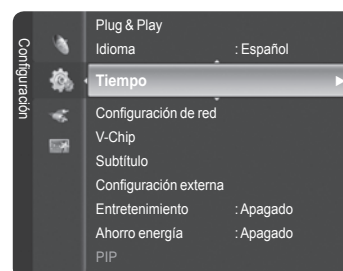 Configuración
Plug & Play
Idioma : Español
Tiempo
Configuración de red
V-Chip
Subtítulo
Configuración externa
Entretenimiento : Apagado
Ahorro energía : Apagado
PIP